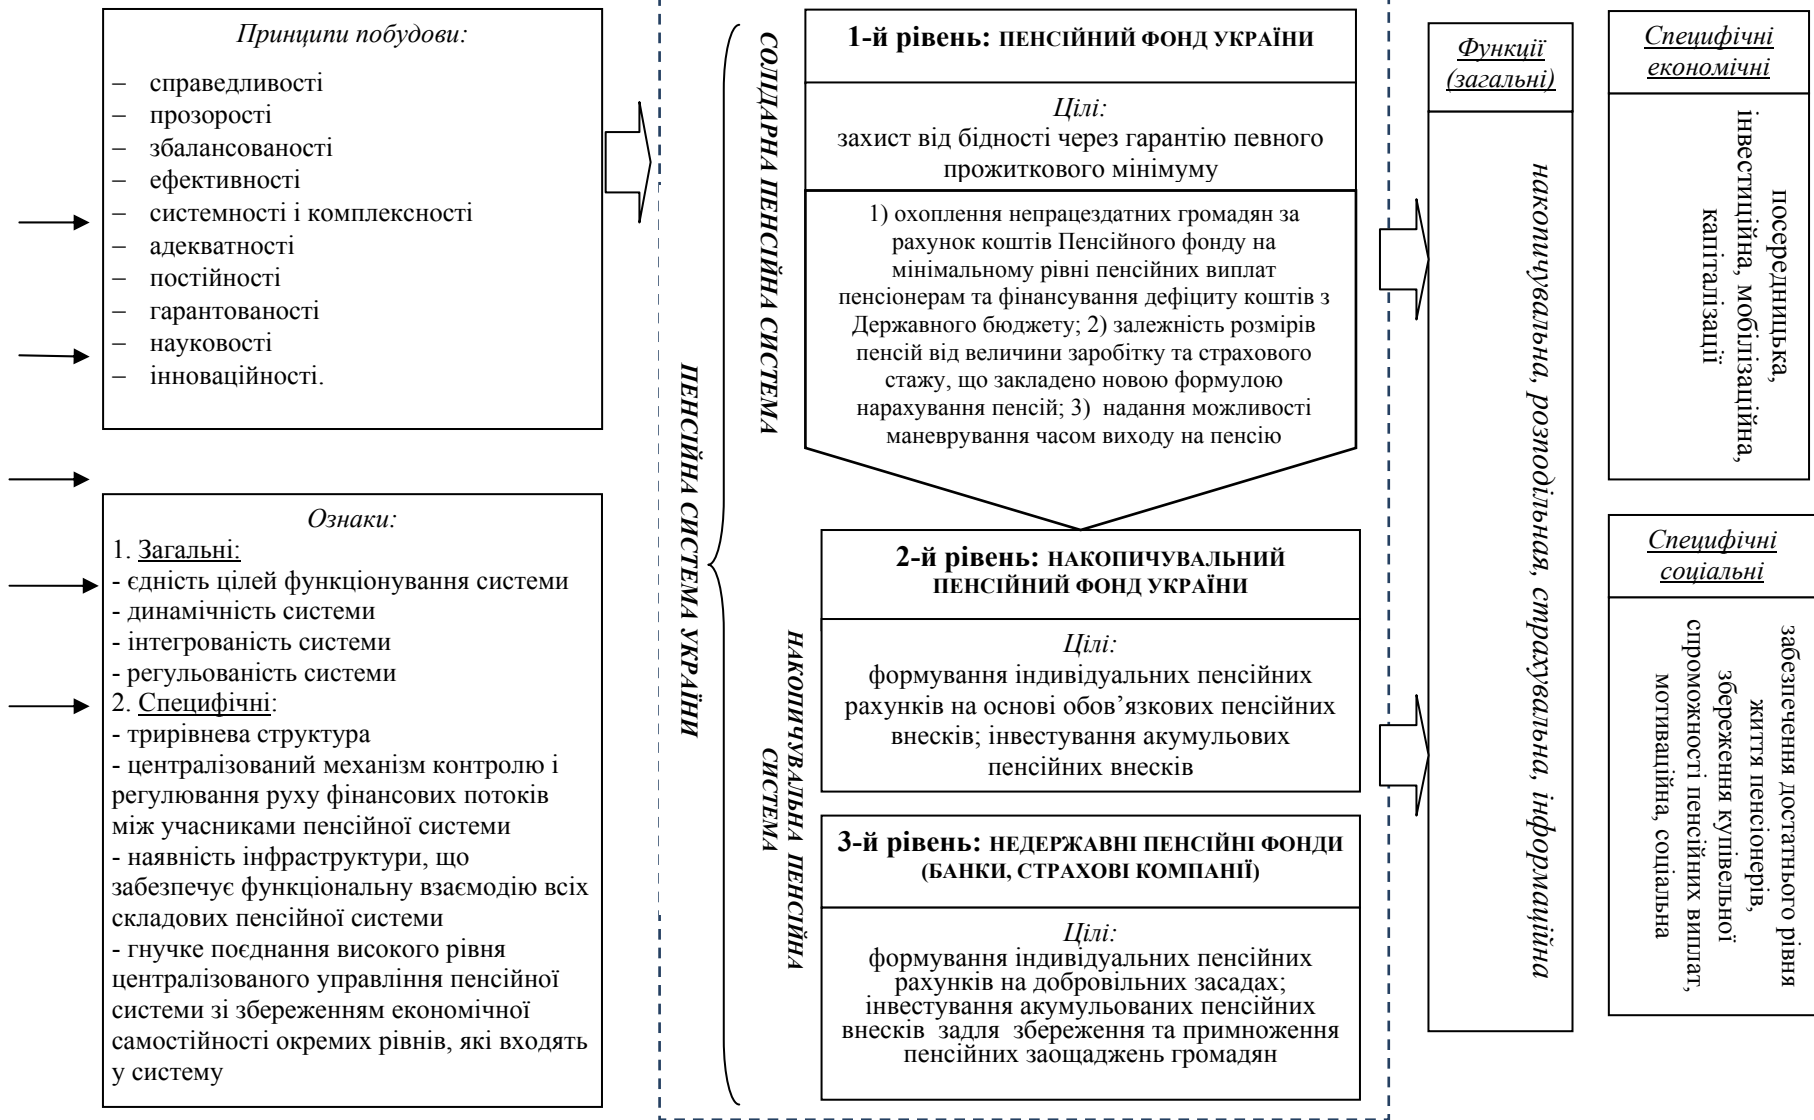 Принципи побудови:
– справедливості
– прозорості
– збалансованості
– ефективності
– системності і комплексності
– адекватності
– постійності
– гарантованості
– науковості
– інноваційності.
Ознаки:
1. Загальні:
- єдність цілей функціонування системи
- динамічність системи
- інтегрованість системи
- регульованість системи
2. Специфічні:
- трирівнева структура
- централізований механізм контролю і
регулювання руху фінансових потоків
між учасниками пенсійної системи
- наявність інфраструктури, що
забезпечує функціональну взаємодію всіх
складових пенсійної системи
- гнучке поєднання високого рівня
централізованого управління пенсійної
системи зі збереженням економічної
самостійності окремих рівнів, які входять
у систему
ПЕНСІЙНА СИСТЕМА УКРАЇНИ
СОЛІДАРНА ПЕНСІЙНА СИСТЕМА
1-й рівень: ПЕНСІЙНИЙ ФОНД УКРАЇНИ
Цілі:
захист від бідності через гарантію певного
прожиткового мінімуму
1) охоплення непрацездатних громадян за
рахунок коштів Пенсійного фонду на
мінімальному рівні пенсійних виплат
пенсіонерам та фінансування дефіциту коштів з
Державного бюджету; 2) залежність розмірів
пенсій від величини заробітку та страхового
стажу, що закладено новою формулою
нарахування пенсій; 3) надання можливості
маневрування часом виходу на пенсію
НАКОПИЧУВАЛЬНА ПЕНСІЙНА
СИСТЕМА
2-й рівень: НАКОПИЧУВАЛЬНИЙ
ПЕНСІЙНИЙ ФОНД УКРАЇНИ
Цілі:
формування індивідуальних пенсійних
рахунків на основі обов’язкових пенсійних
внесків; інвестування акумульових
пенсійних внесків
3-й рівень: НЕДЕРЖАВНІ ПЕНСІЙНІ ФОНДИ
(БАНКИ, СТРАХОВІ КОМПАНІЇ)
Цілі:
формування індивідуальних пенсійних
рахунків на добровільних засадах;
інвестування акумульованих пенсійних
внесків задля збереження та примноження
пенсійних заощаджень громадян
Функції
(загальні)
накопичувальна, розподільная, страхувальна, інформаційна
Специфічні
економічні
посередницька,
інвестиційна, мобілізаційна,
капіталізації
Специфічні
соціальні
забезпечення достатнього рівня
життя пенсіонерів,
збереження купівельної
спроможності пенсійних виплат,
мотиваційна, соціальна